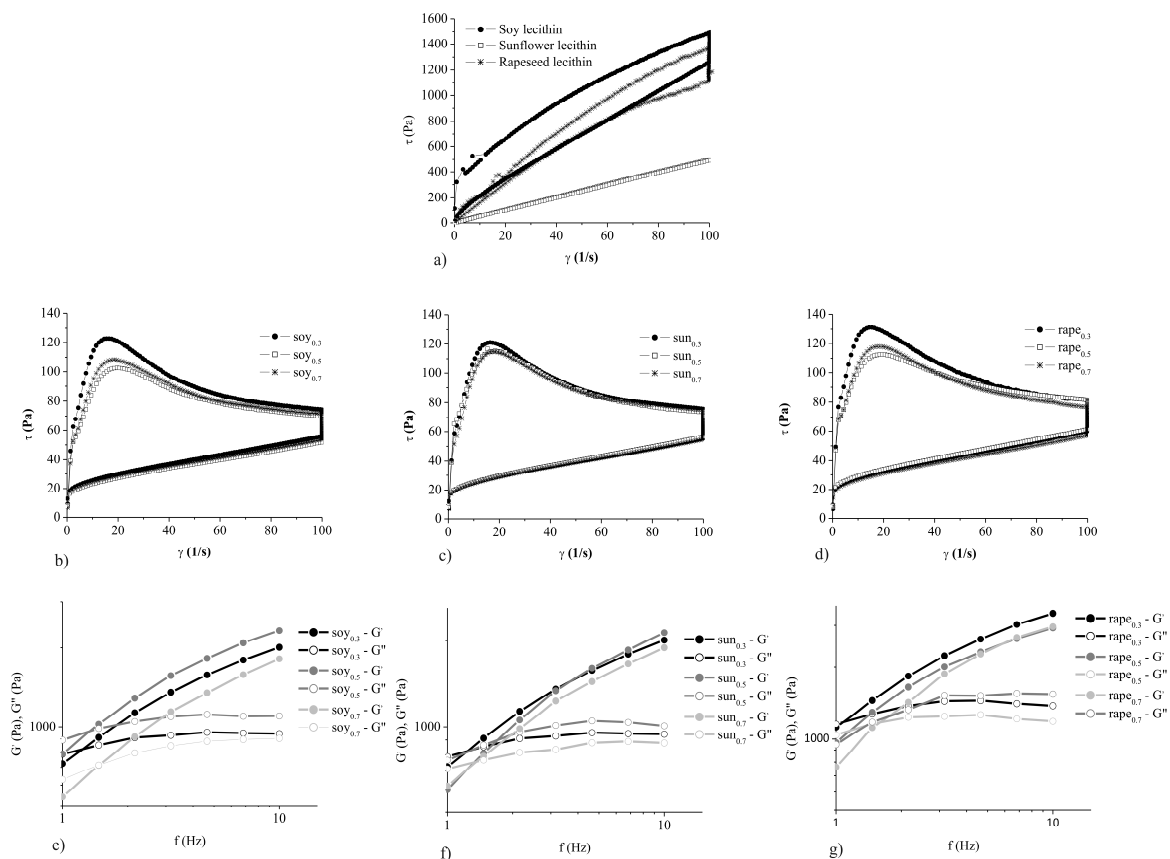 1600
1400
1200
1000
800
600
400
200
0
τ (Pa)
Soy lecithin
Sunflower lecithin
Rapeseed lecithin
0 20 40 60 80 100
γ (1/s)
a)
140
120
100
80
60
40
20
0
τ (Pa)
soy0.3
soy0.5
soy0.7
0 20 40 60 80 100
γ (1/s)
b)
140
120
100
80
60
40
20
0
τ (Pa)
sun0.3
sun0.5
sun0.7
0 20 40 60 80 100
γ (1/s)
c)
140
120
100
80
60
40
20
0
τ (Pa)
rape0.3
rape0.5
rape0.7
0 20 40 60 80 100
γ (1/s)
d)
G' (Pa), G'' (Pa)
1000
soy0.3 - G'
soy0.3 - G''
soy0.5 - G'
soy0.5 - G''
soy0.7 - G'
soy0.7 - G''
1 10
f (Hz)
e)
G' (Pa), G'' (Pa)
1000
sun0.3 - G'
sun0.3 - G''
sun0.5 - G'
sun0.5 - G''
sun0.7 - G'
sun0.7 - G''
1 10
f (Hz)
f)
G' (Pa), G'' (Pa)
1000
rape0.3 - G'
rape0.3 - G''
rape0.5 - G'
rape0.5 - G''
rape0.7 - G'
rape0.7 - G''
1 10
f (Hz)
g)